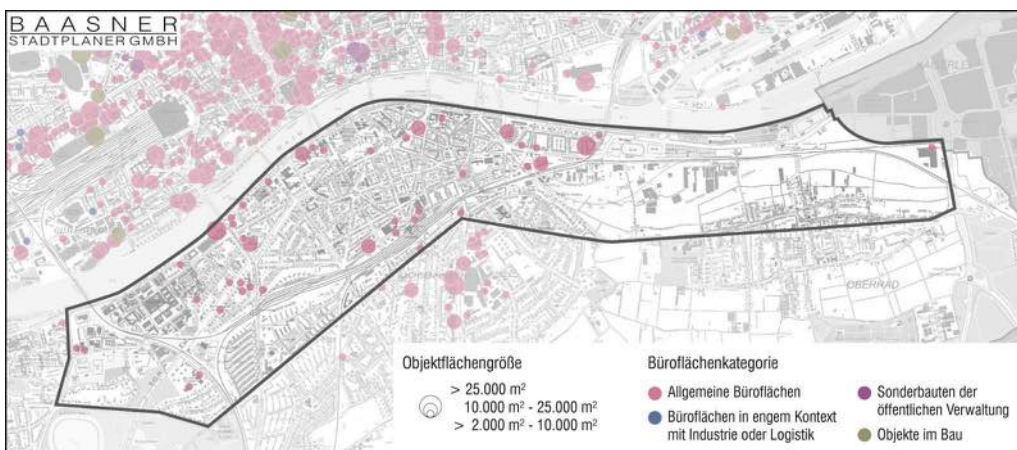 BAASNER
STADTPLANER GMBH
OBERRAD
Objektflächengröße
> 25.000 m²
10.000 m² - 25.000 m²
> 2.000 m² - 10.000 m²
Büroflächenkategorie
Allgemeine Büroflächen
Büroflächen in engem Kontext
mit Industrie oder Logistik
Sonderbauten der
öffentlichen Verwaltung
Objekte im Bau